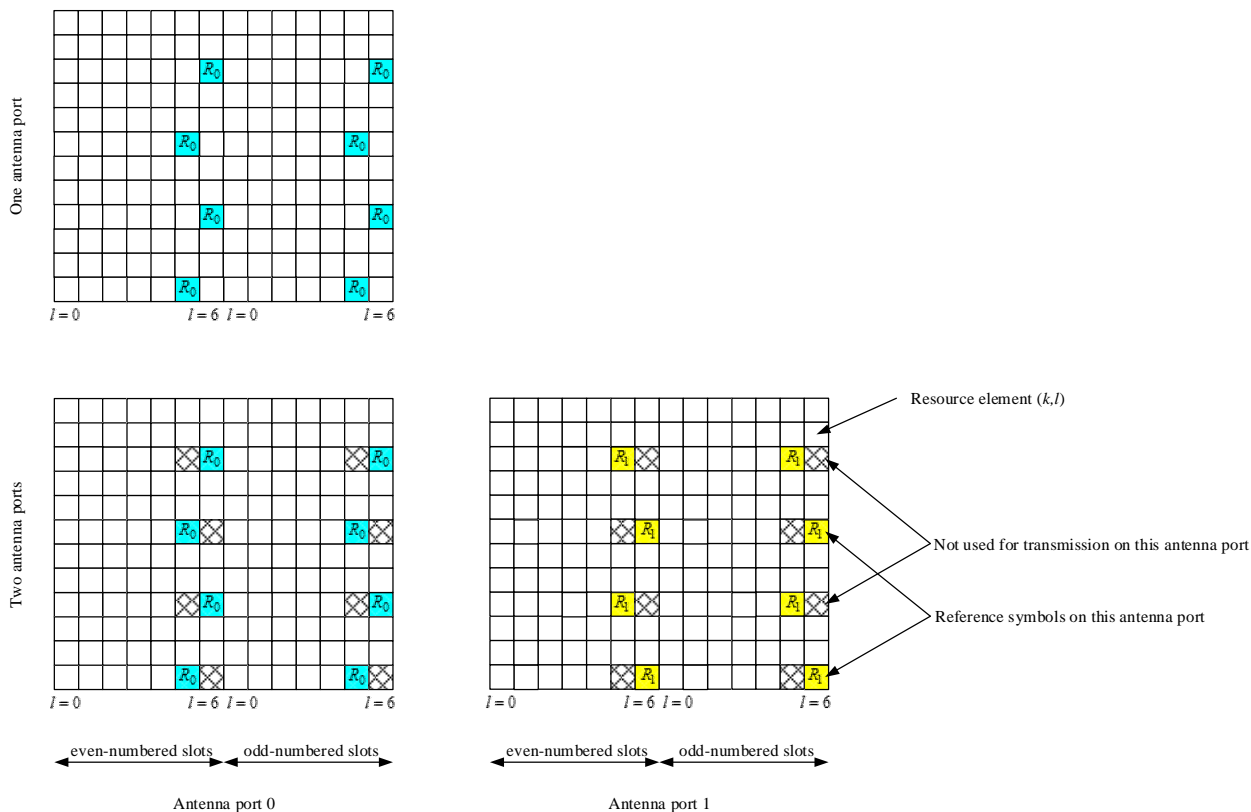 One antenna port
R0 R0
R0 R0
R0 R0
R0 R0
l = 0 l = 6 l = 0 l = 6
Two antenna ports
R0 R0
R0 R0
R0 R0
R0 R0
l = 0 l = 6 l = 0 l = 6
even-numbered slots odd-numbered slots
Antenna port 0
R1 R1
R1 R1
R1 R1
R1 R1
l = 0 l = 6 l = 0 l = 6
even-numbered slots odd-numbered slots
Antenna port 1
Resource element (k,l)
Not used for transmission on this antenna port
Reference symbols on this antenna port